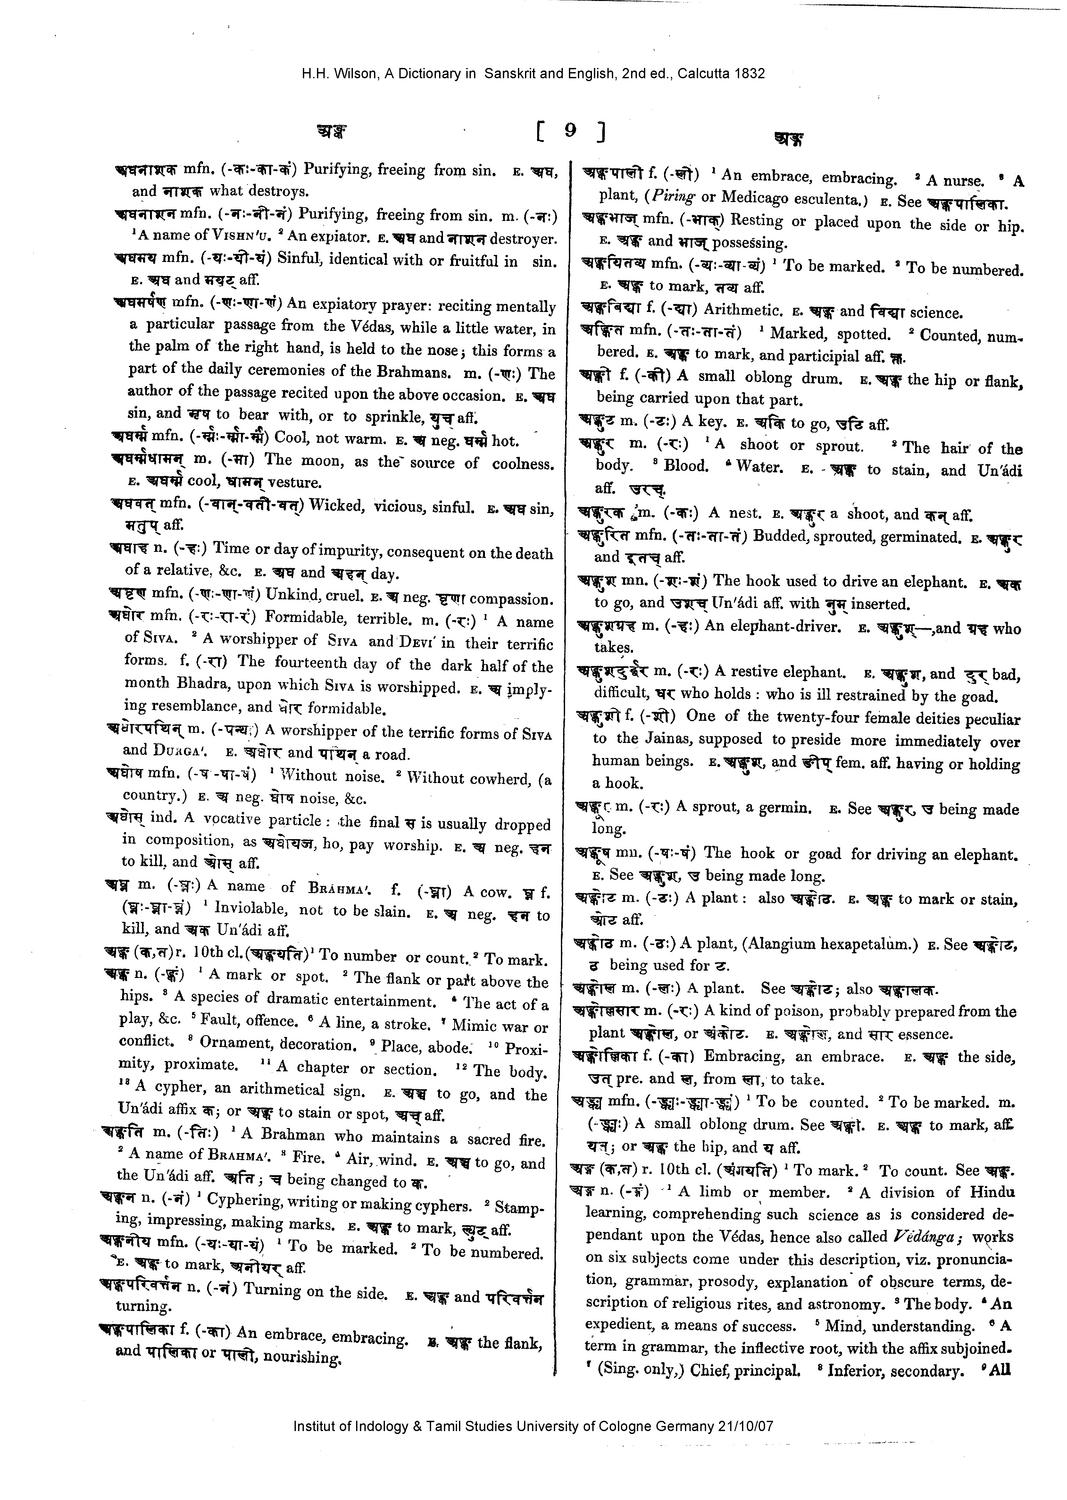 H.H. Wilson, A Dictionary in Sanskrit and English, 2nd ed., Calcutta 1832
अङ्क [ 9 ] अङ्ग
अघनाशक mfn. (-कः-का-कं) Purifying, freeing from sin. E. अघ,
and नाशक what destroys.
अघनाशन mfn. (-नः-नी-नं) Purifying, freeing from sin. m. (-नः)
¹A name of VISHN'U. ² An expiator. E. अघ and नाशन destroyer.
अघमय mfn. (-यः-यी-यं) Sinful, identical with or fruitful in sin.
E. अघ and मयट् aff.
अघमर्षण mfn. (-णः-णा-णं) An expiatory prayer: reciting mentally
a particular passage from the Védas, while a little water, in
the palm of the right hand, is held to the nose; this forms a
part of the daily ceremonies of the Brahmans. m. (-णः) The
author of the passage recited upon the above occasion. E. अघ
sin, and मृष to bear with, or to sprinkle, युच् aff.
अघर्म्म mfn. (-र्म्मः-र्म्मा-र्म्मं) Cool, not warm. E. अ neg. घर्म्म hot.
अघर्म्मधामन् m. (-मा) The moon, as the source of coolness.
E. अघर्म्म cool, धामन् vesture.
अघवत् mfn. (-वान्-वती-वत्) Wicked, vicious, sinful. E. अघ sin,
मतुप् aff.
अघाह n. (-हः) Time or day of impurity, consequent on the death
of a relative, &c. E. अघ and अहन् day.
अघृण mfn. (-णः-णा-णं) Unkind, cruel. E. अ neg. घृणा compassion.
अघोर mfn. (-रः-रा-रं) Formidable, terrible. m. (-रः) ¹ A name
of SIVA. ² A worshipper of SIVA and DEVI' in their terrific
forms. f. (-रा) The fourteenth day of the dark half of the
month Bhadra, upon which SIVA is worshipped. E. अ imply-
ing resemblance, and घोर formidable.
अघोरपथिन् m. (-पन्थाः) A worshipper of the terrific forms of SIVA
and DURGA'. E. अघोर and पथिन् a road.
अघोष mfn. (-षः-षा-षं) ¹ Without noise. ² Without cowherd, (a
country.) E. अ neg. घोष noise, &c.
अघोस् ind. A vocative particle: the final स is usually dropped
in composition, as अघोयज, ho, pay worship. E. अ neg. हन
to kill, and ओस् aff.
अघ्न m. (-घ्नः) A name of BRAHMA'. f. (-घ्ना) A cow. घ्न f.
(घ्नः-घ्ना-घ्नं) ¹ Inviolable, not to be slain. E. अ neg. हन to
kill, and अक Un'ádi aff.
अङ्क (क,त) r. 10th cl. (अङ्कयति) ¹ To number or count. ² To mark.
अङ्क n. (-ङ्कं) ¹ A mark or spot. ² The flank or part above the
hips. ³ A species of dramatic entertainment. ⁴ The act of a
play, &c. ⁵ Fault, offence. ⁶ A line, a stroke. ⁷ Mimic war or
conflict. ⁸ Ornament, decoration. ⁹ Place, abode. ¹⁰ Proxi-
mity, proximate. ¹¹ A chapter or section. ¹² The body.
¹³ A cypher, an arithmetical sign. E. अञ्च to go, and the
Un'ádi affix क; or अङ्क to stain or spot, अच् aff.
अङ्कति m. (-तिः) ¹ A Brahman who maintains a sacred fire.
² A name of BRAHMA'. ³ Fire. ⁴ Air, wind. E. अञ्च to go, and
the Un'ádi aff. अति; च being changed to क.
अङ्कन n. (-नं) ¹ Cyphering, writing or making cyphers. ² Stamp-
ing, impressing, making marks. E. अङ्क to mark, ल्युट् aff.
अङ्कनीय mfn. (-यः-या-यं) ¹ To be marked. ² To be numbered.
E. अङ्क to mark, अनीयर् aff.
अङ्कपरिवर्त्तन n. (-नं) Turning on the side. E. अङ्क and परिवर्त्तन
turning.
अङ्कपालिका f. (-का) An embrace, embracing. E. अङ्क the flank,
and पालिका or पाली, nourishing.
अङ्कपाली f. (-ली) ¹ An embrace, embracing. ² A nurse. ³ A
plant, (Piring or Medicago esculenta.) E. See अङ्कपालिका.
अङ्कभाज् mfn. (-भाक्) Resting or placed upon the side or hip.
E. अङ्क and भाज् possessing.
अङ्कयितव्य mfn. (-व्यः-व्या-व्यं) ¹ To be marked. ² To be numbered.
E. अङ्क to mark, तव्य aff.
अङ्कविद्या f. (-द्या) Arithmetic. E. अङ्क and विद्या science.
अङ्कित mfn. (-तः-ता-तं) ¹ Marked, spotted. ² Counted, num-
bered. E. अङ्क to mark, and participial aff. क्त.
अङ्की f. (-की) A small oblong drum. E. अङ्क the hip or flank,
being carried upon that part.
अङ्कुट m. (-टः) A key. E. अकि to go, उटि aff.
अङ्कुर m. (-रः) ¹ A shoot or sprout. ² The hair of the
body. ³ Blood. ⁴ Water. E. अङ्क to stain, and Un'ádi
aff. उरच्.
अङ्कुरक m. (-कः) A nest. E. अङ्कुर a shoot, and कन् aff.
अङ्कुरित mfn. (-तः-ता-तं) Budded, sprouted, germinated. E. अङ्कुर
and इतच् aff.
अङ्कुश mn. (-शः-शं) The hook used to drive an elephant. E. अक
to go, and उशच् Un'ádi aff. with नुम् inserted.
अङ्कुशग्रह m. (-हः) An elephant-driver. E. अङ्कुश—, and ग्रह who
takes.
अङ्कुशदुर्द्धर m. (-रः) A restive elephant. E. अङ्कुश, and दुर् bad,
difficult, धर who holds: who is ill restrained by the goad.
अङ्कुशी f. (-शी) One of the twenty-four female deities peculiar
to the Jainas, supposed to preside more immediately over
human beings. E. अङ्कुश, and ङीप् fem. aff. having or holding
a hook.
अङ्कूर m. (-रः) A sprout, a germin. E. See अङ्कुर, उ being made
long.
अङ्कूष mn. (-षः-षं) The hook or goad for driving an elephant.
E. See अङ्कुश, उ being made long.
अङ्कोट m. (-टः) A plant: also अङ्कोठ. E. अङ्क to mark or stain,
ओट aff.
अङ्कोठ m. (-ठः) A plant, (Alangium hexapetalum.) E. See अङ्कोट,
ठ being used for ट.
अङ्कोल m. (-लः) A plant. See अङ्कोट; also अङ्कोलक.
अङ्कोल्लसार m. (-रः) A kind of poison, probably prepared from the
plant अङ्कोल, or अंकोट. E. अङ्कोल्ल, and सार essence.
अङ्कोलिका f. (-का) Embracing, an embrace. E. अङ्क the side,
उत् pre. and ल, from ला, to take.
अङ्क्य mfn. (-ङ्क्यः-ङ्क्या-ङ्क्यं) ¹ To be counted. ² To be marked. m.
(-ङ्क्यः) A small oblong drum. See अङ्की. E. अङ्क to mark, aff.
यत्; or अङ्क the hip, and य aff.
अङ्ग (क,त) r. 10th cl. (अंगयति) ¹ To mark. ² To count. See अङ्क.
अङ्ग n. (-ङ्गं) ¹ A limb or member. ² A division of Hindu
learning, comprehending such science as is considered de-
pendant upon the Védas, hence also called Védánga; works
on six subjects come under this description, viz. pronuncia-
tion, grammar, prosody, explanation of obscure terms, de-
scription of religious rites, and astronomy. ³ The body. ⁴ An
expedient, a means of success. ⁵ Mind, understanding. ⁶ A
term in grammar, the inflective root, with the affix subjoined.
⁷ (Sing. only,) Chief, principal. ⁸ Inferior, secondary. ⁹ All
Institut of Indology & Tamil Studies University of Cologne Germany 21/10/07